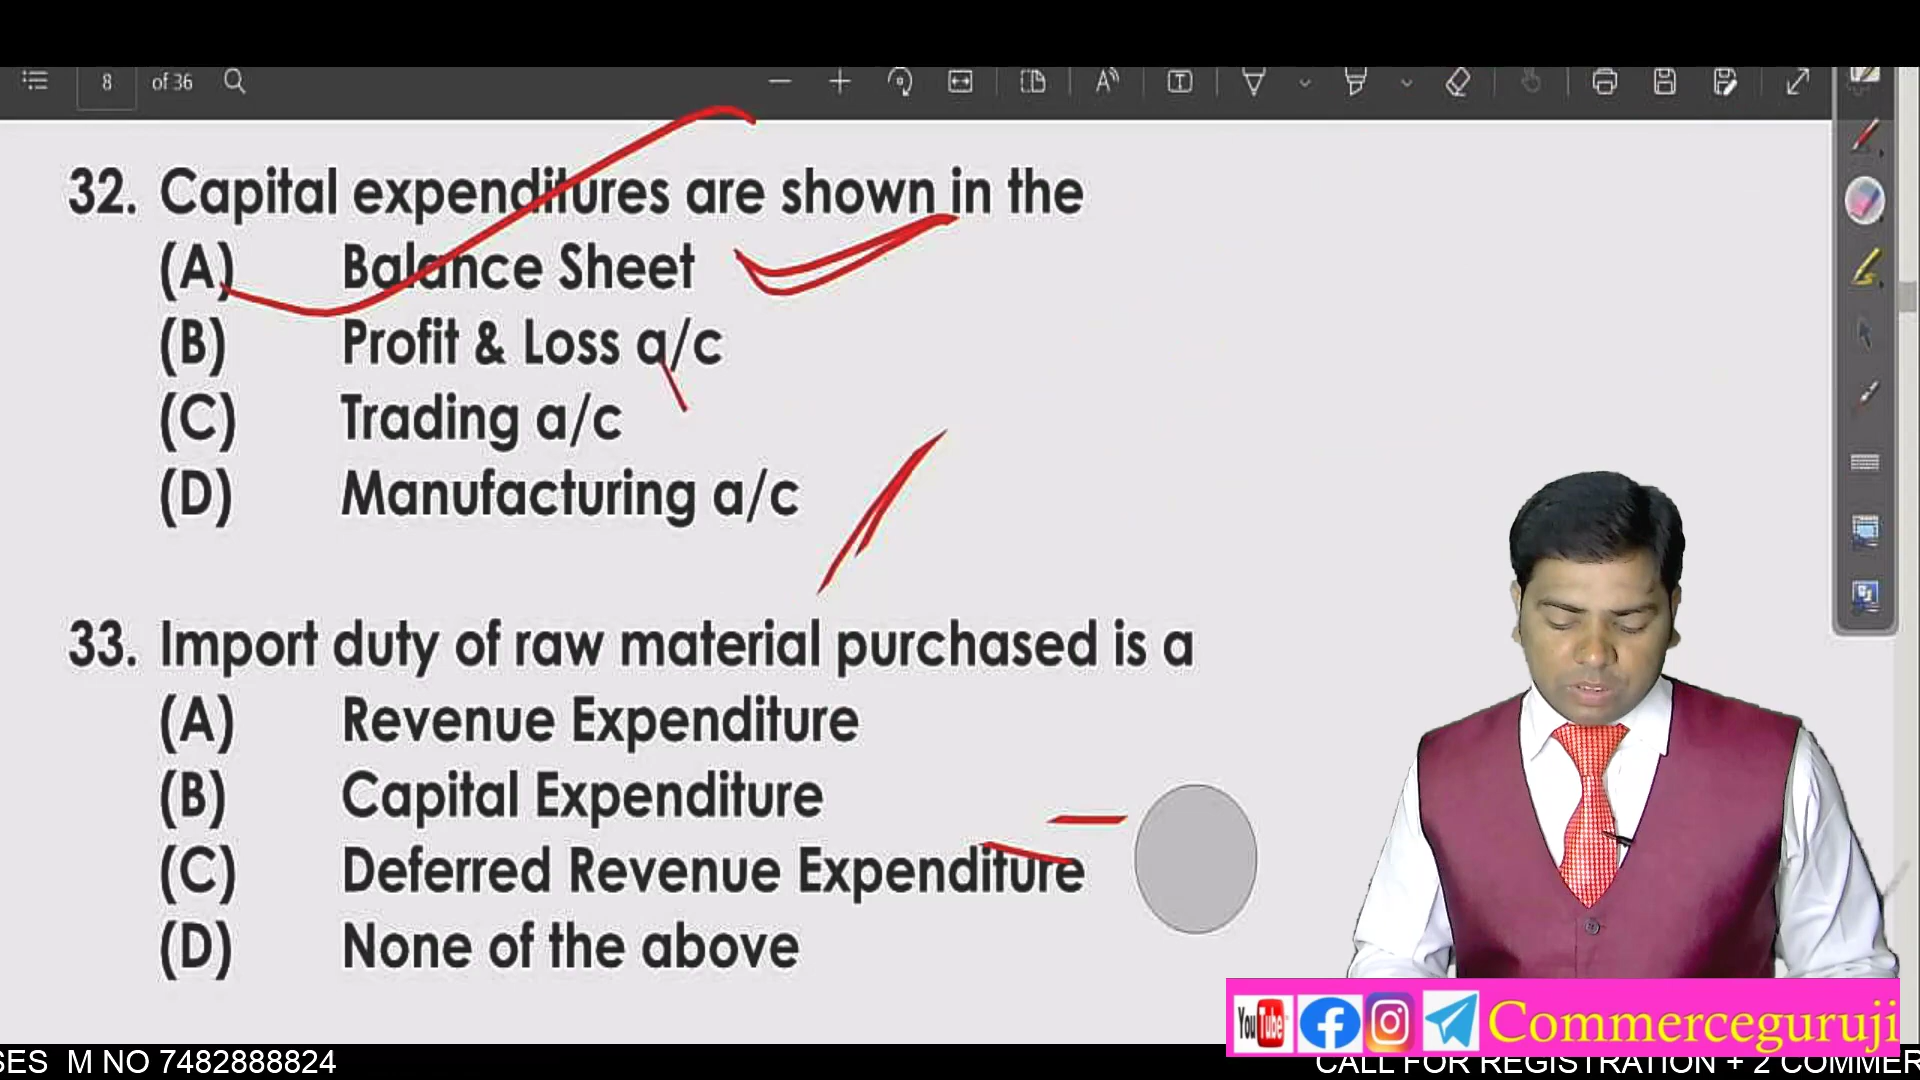 8 of 36
32. Capital expenditures are shown in the
(A) Balance Sheet
(B) Profit & Loss a/c
(C) Trading a/c
(D) Manufacturing a/c
33. Import duty of raw material purchased is a
(A) Revenue Expenditure
(B) Capital Expenditure
(C) Deferred Revenue Expenditure
(D) None of the above
You Tube
Commerceguruji
SES M NO 7482888824
CALL FOR REGISTRATION + 2 COMMER